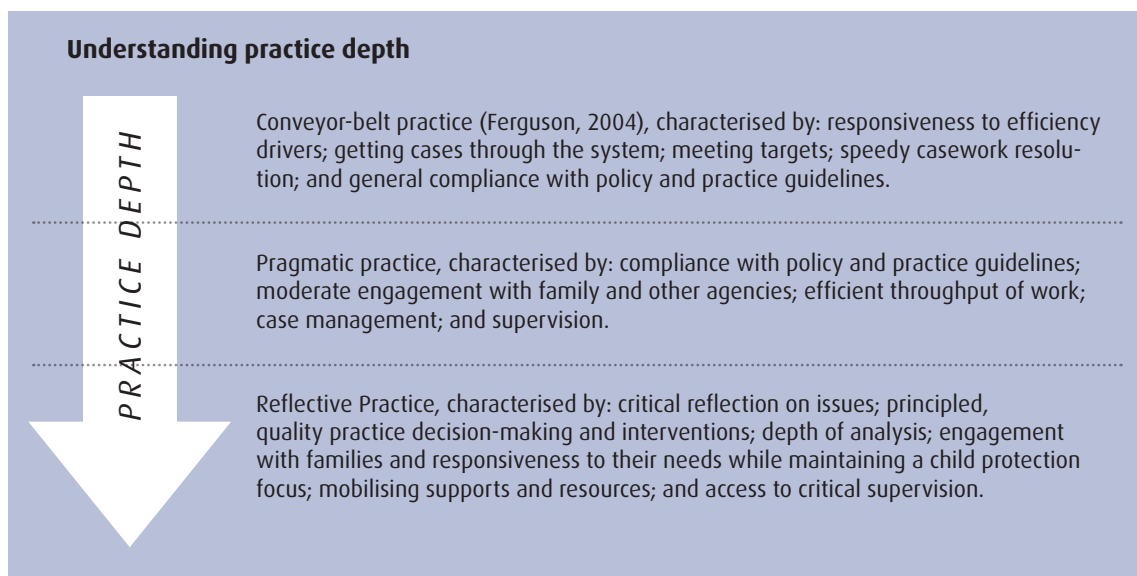 Understanding practice depth
PRACTICE DEPTH
Conveyor-belt practice (Ferguson, 2004), characterised by: responsiveness to efficiency
drivers; getting cases through the system; meeting targets; speedy casework resolu-
tion; and general compliance with policy and practice guidelines.
Pragmatic practice, characterised by: compliance with policy and practice guidelines;
moderate engagement with family and other agencies; efficient throughput of work;
case management; and supervision.
Reflective Practice, characterised by: critical reflection on issues; principled,
quality practice decision-making and interventions; depth of analysis; engagement
with families and responsiveness to their needs while maintaining a child protection
focus; mobilising supports and resources; and access to critical supervision.